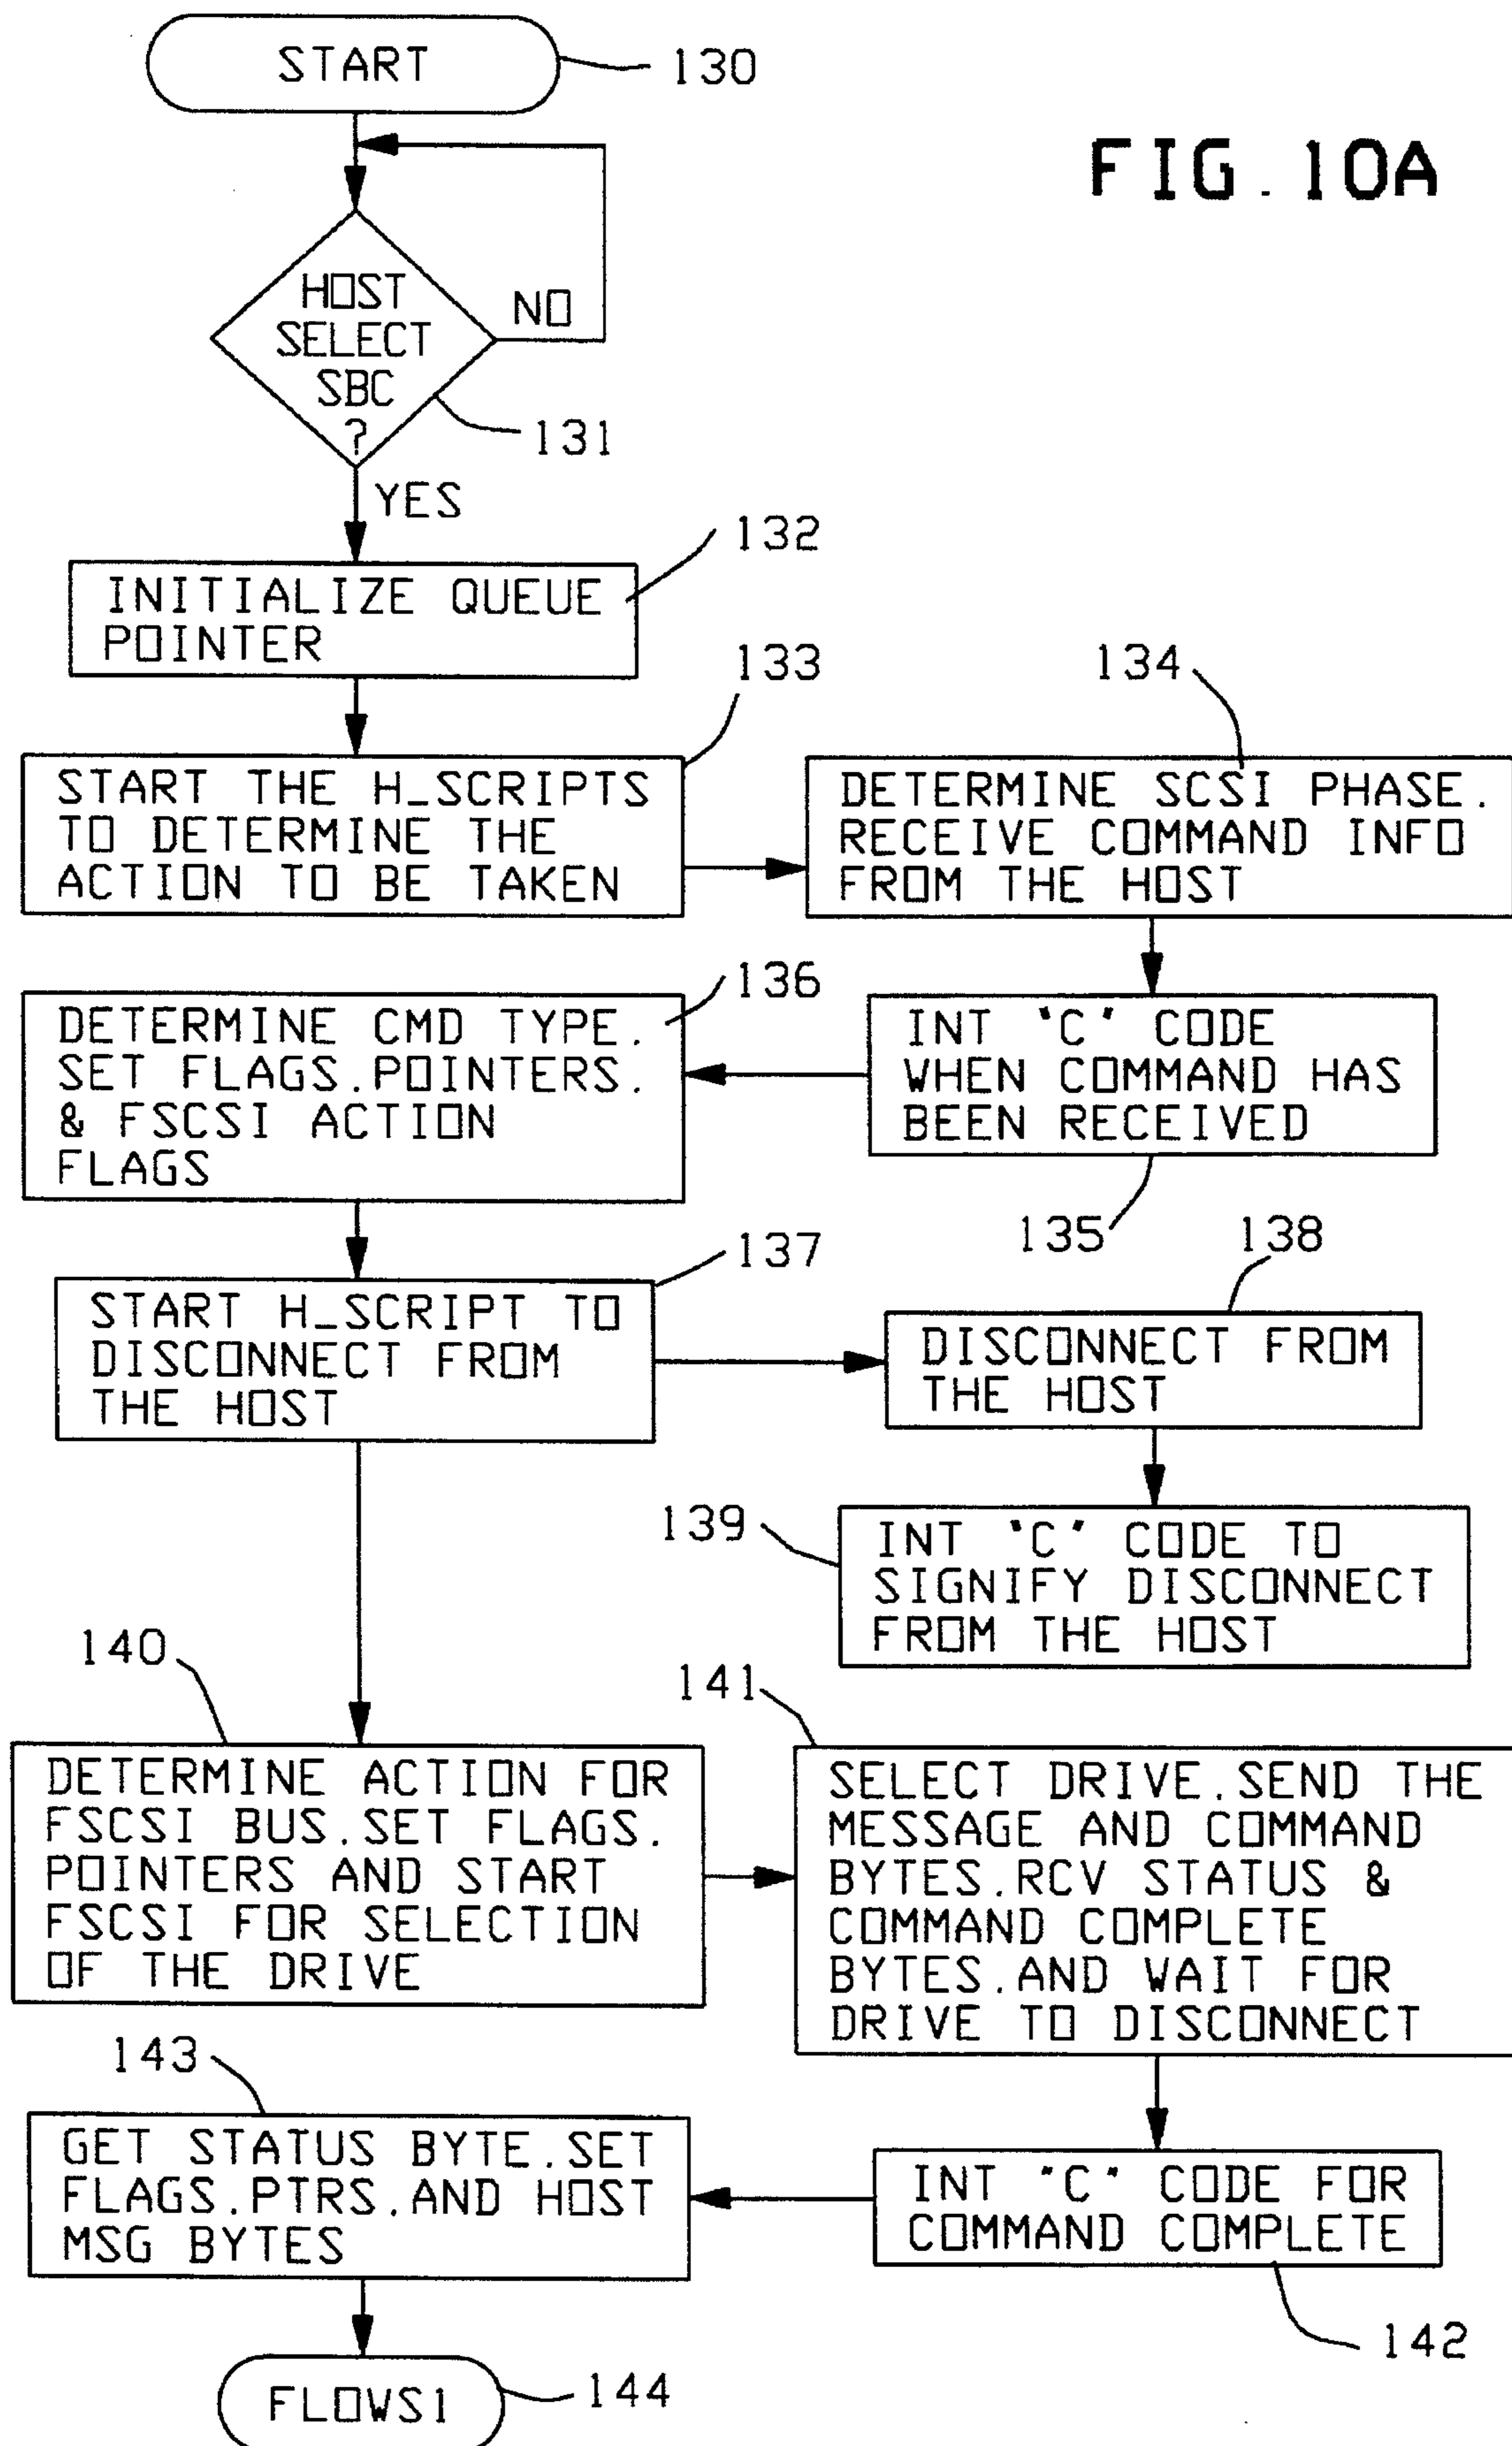 START
130
FIG. 10A
HOST
SELECT
SBC
?
NO
131
YES
132
INITIALIZE QUEUE
POINTER
133
START THE H_SCRIPTS
TO DETERMINE THE
ACTION TO BE TAKEN
134
DETERMINE SCSI PHASE.
RECEIVE COMMAND INFO
FROM THE HOST
136
DETERMINE CMD TYPE.
SET FLAGS.POINTERS.
& FSCSI ACTION
FLAGS
INT "C" CODE
WHEN COMMAND HAS
BEEN RECEIVED
135
137
START H_SCRIPT TO
DISCONNECT FROM
THE HOST
138
DISCONNECT FROM
THE HOST
139
INT "C" CODE TO
SIGNIFY DISCONNECT
FROM THE HOST
140
DETERMINE ACTION FOR
FSCSI BUS.SET FLAGS.
POINTERS AND START
FSCSI FOR SELECTION
OF THE DRIVE
141
SELECT DRIVE.SEND THE
MESSAGE AND COMMAND
BYTES.RCV STATUS &
COMMAND COMPLETE
BYTES.AND WAIT FOR
DRIVE TO DISCONNECT
143
GET STATUS BYTE.SET
FLAGS.PTRS.AND HOST
MSG BYTES
INT "C" CODE FOR
COMMAND COMPLETE
142
FLOWS1
144